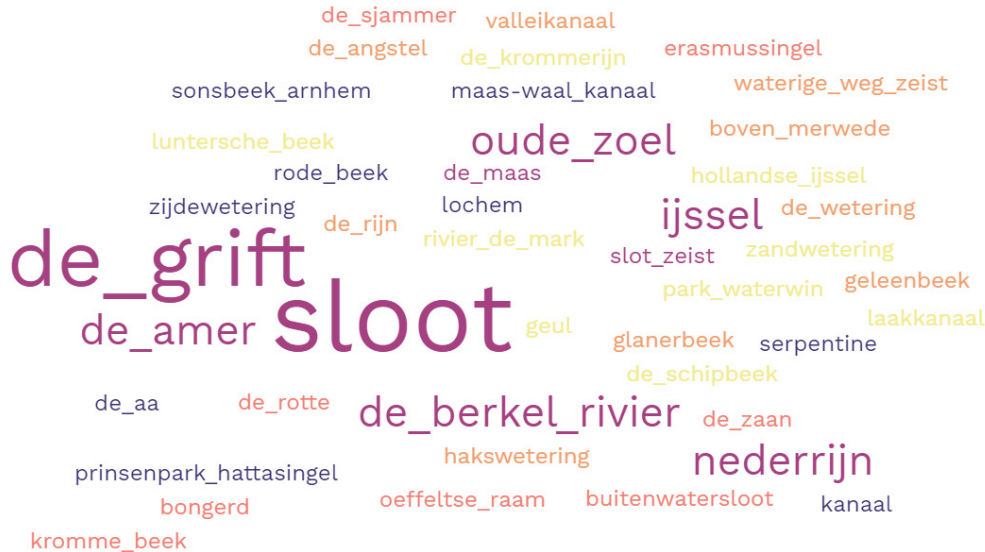 de_sjammer
valleikanaal
de_angstel
de_krommerijn
erasmussingel
sonsbeek_arnhem
maas-waal_kanaal
waterige_weg_zeist
luntersche_beek
oude_zoel
boven_merwede
rode_beek
de_maas
hollandse_ijssel
zijdewetering
de_rijn
lochem
ijssel
de_wetering
rivier_de_mark
slot_zeist
zandwetering
de_grift
sloot
park_waterwin
geleenbeek
de_amer
geul
laakkanaal
glanerbeek
serpentine
de_schipbeek
de_aa
de_rotte
de_berkel_rivier
de_zaan
hakswetering
nederrijn
prinsenpark_hattasingel
bongerd
oeffeltse_raam
buitenwatersloot
kanaal
kromme_beek